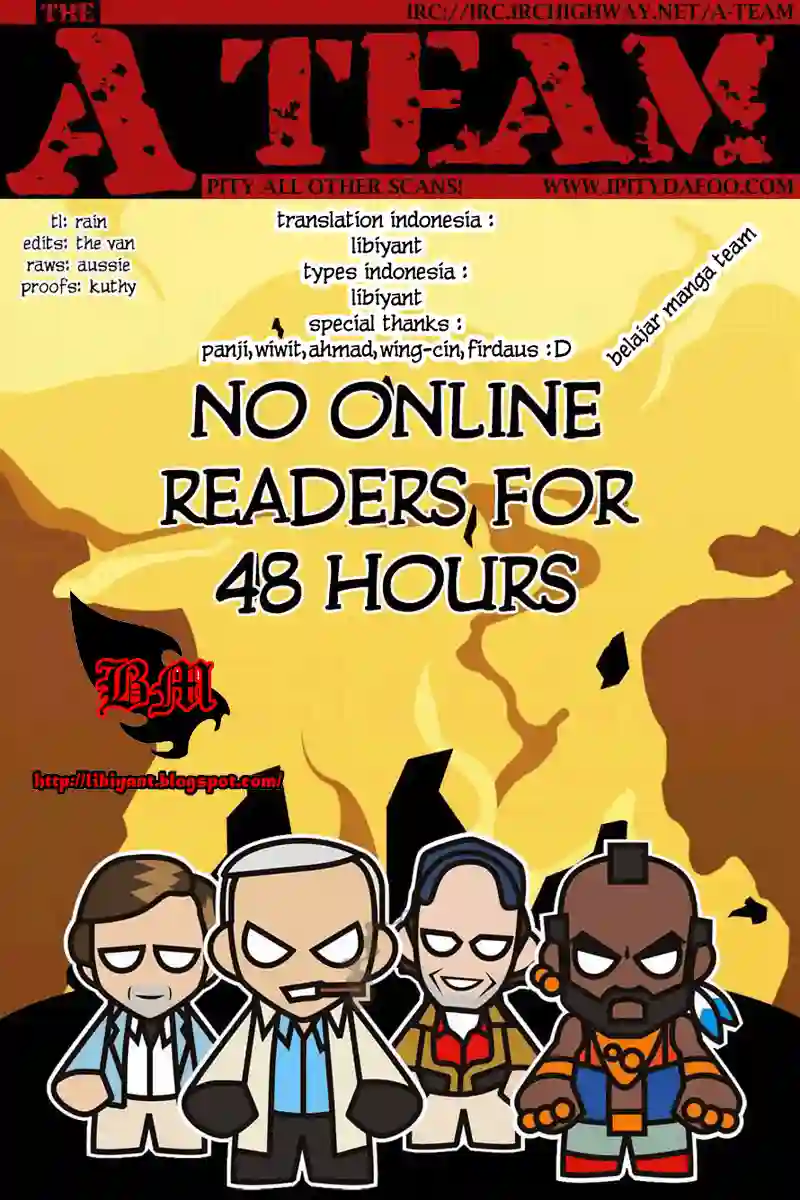 THE
IRC://IRC.IRCHIGHWAY.NET/A-TEAM
A TEAM
PITY ALL OTHER SCANS!
WWW.IPITYDAFOO.COM
tl: rain
edits: the van
raws: aussie
proofs: kuthy
translation indonesia :
libiyant
types indonesia :
libiyant
special thanks :
panji,wiwit,ahmad,wing-cin,firdaus :D
belajar manga team
NO ONLINE
READERS FOR
48 HOURS
BM
http://libiyant.blogspot.com/